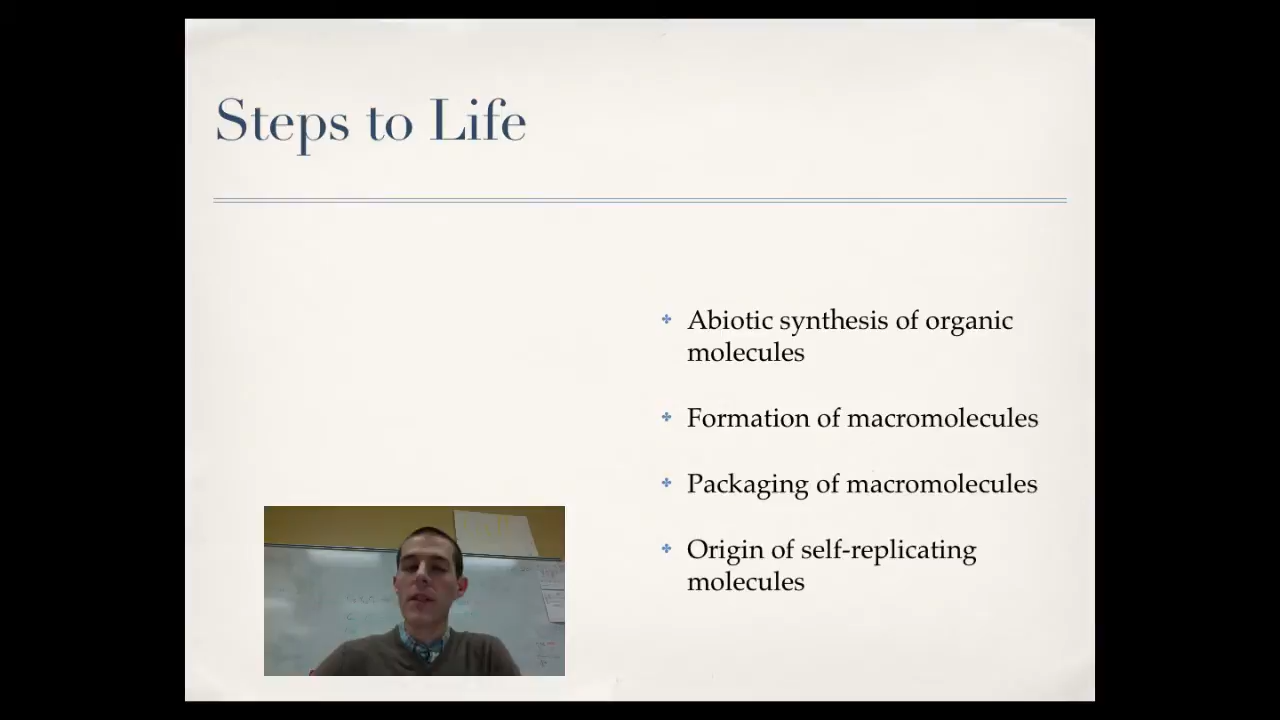 Steps to Life
Abiotic synthesis of organic
molecules
Formation of macromolecules
Packaging of macromolecules
Origin of self-replicating
molecules